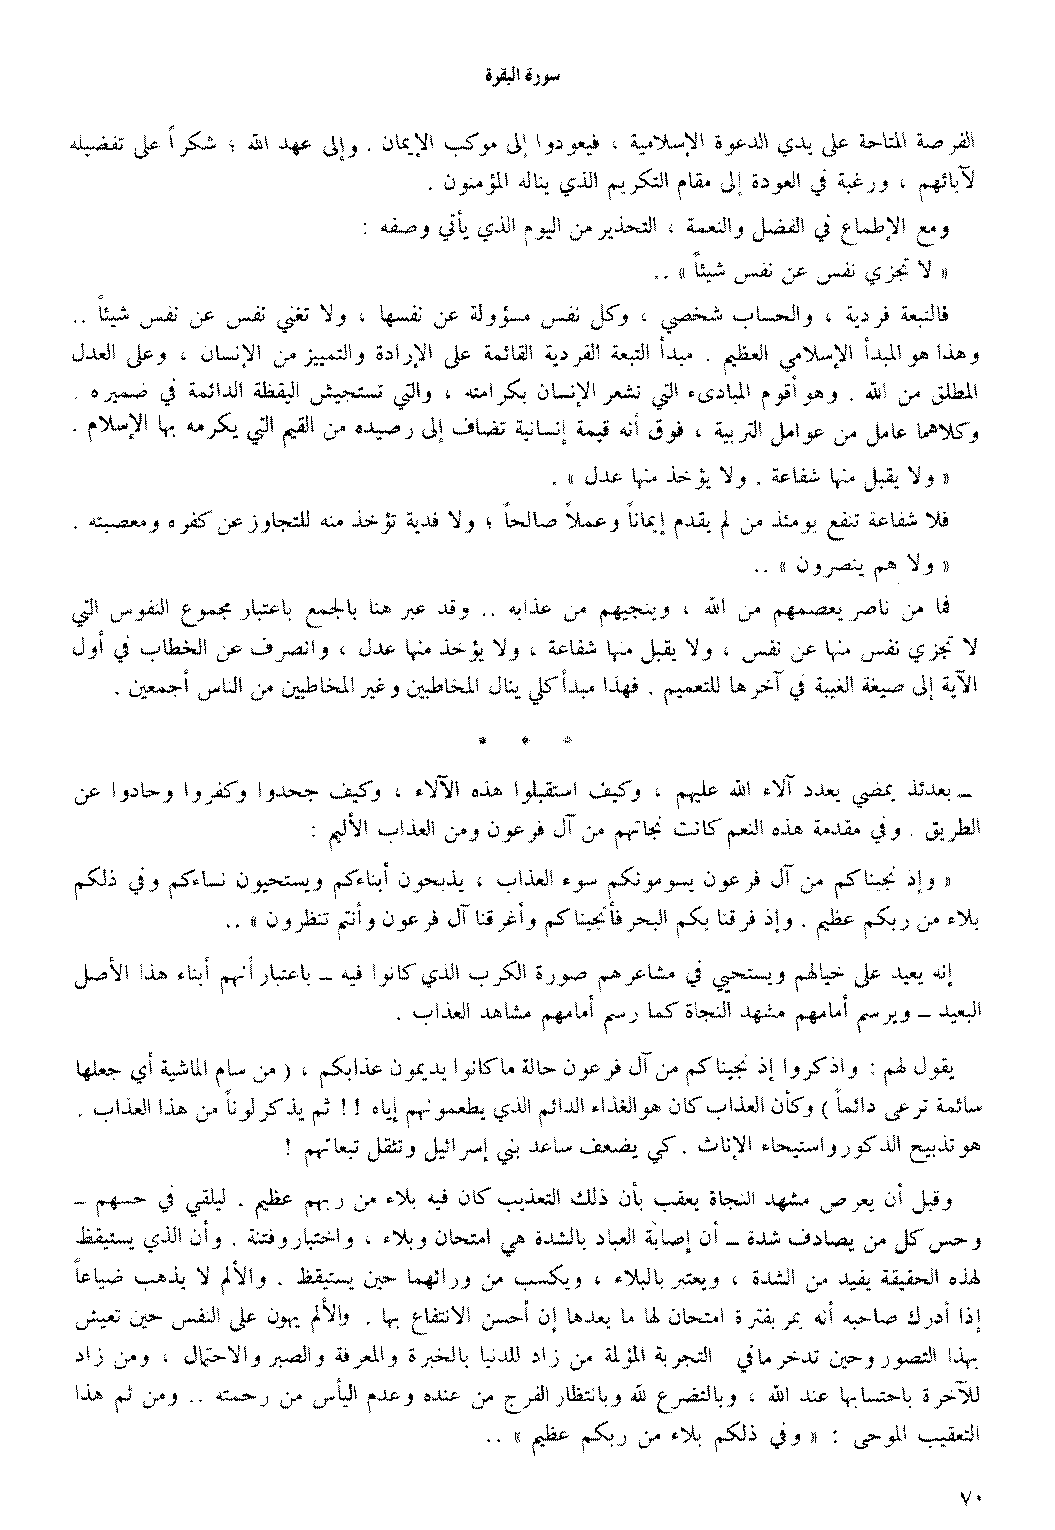 سورة البقرة
الفرصة المتاحة على يدي الدعوة الإسلامية ، فيعودوا إلى موكب الإيمان . وإلى عهد الله ؛ شكراً على تفضيله
لآبائهم ، ورغبة في العودة إلى مقام التكريم الذي يناله المؤمنون .
ومع الإطماع في الفضل والنعمة ، التحذير من اليوم الذي يأتي وصفه :
« لا تجزي نفس عن نفس شيئاً » ..
فالتبعة فردية ، والحساب شخصي ، وكل نفس مسؤولة عن نفسها ، ولا تغني نفس عن نفس شيئاً ..
وهذا هو المبدأ الإسلامي العظيم . مبدأ التبعة الفردية القائمة على الإرادة والتمييز من الإنسان ، وعلى العدل
المطلق من الله . وهو أقوم المبادىء التي تشعر الإنسان بكرامته ، والتي تستجيش اليقظة الدائمة في ضميره .
وكلاهما عامل من عوامل التربية ، فوق أنه قيمة إنسانية تضاف إلى رصيده من القيم التي يكرمه بها الإسلام .
« ولا يقبل منها شفاعة . ولا يؤخذ منها عدل » .
فلا شفاعة تنفع يومئذ من لم يقدم إيماناً وعملاً صالحاً ؛ ولا فدية تؤخذ منه للتجاوز عن كفره ومعصيته .
« ولا هم ينصرون » ..
فما من ناصر يعصمهم من الله ، وينجيهم من عذابه .. وقد عبر هنا بالجمع باعتبار مجموع النفوس التي
لا تجزي نفس منها عن نفس ، ولا يقبل منها شفاعة ، ولا يؤخذ منها عدل ، وانصرف عن الخطاب في أول
الآية إلى صيغة الغيبة في آخرها للتعميم . فهذا مبدأ كلي ينال المخاطبين وغير المخاطبين من الناس أجمعين .
* * *
ــ بعدئذ يمضي يعدد آلاء الله عليهم ، وكيف استقبلوا هذه الآلاء ، وكيف جحدوا وكفروا وحادوا عن
الطريق . وفي مقدمة هذه النعم كانت نجاتهم من آل فرعون ومن العذاب الأليم :
« وإذ نجيناكم من آل فرعون يسومونكم سوء العذاب ، يذبحون أبناءكم ويستحيون نساءكم وفي ذلكم
بلاء من ربكم عظيم . وإذ فرقنا بكم البحر فأنجيناكم وأغرقنا آل فرعون وأنتم تنظرون » ..
إنه يعيد على خيالهم ويستحيي في مشاعرهم صورة الكرب الذي كانوا فيه ــ باعتبار أنهم أبناء هذا الأصل
البعيد ــ ويرسم أمامهم مشهد النجاة كما رسم أمامهم مشاهد العذاب .
يقول لهم : واذكروا إذ نجيناكم من آل فرعون حالة ما كانوا يديمون عذابكم ، ( من سام الماشية أي جعلها
سائمة ترعى دائماً ) وكأن العذاب كان هو الغذاء الدائم الذي يطعمونهم إياه !! ثم يذكر لوناً من هذا العذاب .
هو تذبيح الذكور واستحياء الإناث . كي يضعف ساعد بني إسرائيل وتثقل تبعاتهم !
وقبل أن يعرض مشهد النجاة يعقب بأن ذلك التعذيب كان فيه بلاء من ربهم عظيم . ليلقي في حسهم ــ
وحس كل من يصادف شدة ــ أن إصابة العباد بالشدة هي امتحان وبلاء ، واختبار وفتنة . وأن الذي يستيقظ
لهذه الحقيقة يفيد من الشدة ، ويعتبر بالبلاء ، ويكسب من ورائهما حين يستيقظ . والألم لا يذهب ضياعاً
إذا أدرك صاحبه أنه يمر بفترة امتحان لها ما بعدها إن أحسن الانتفاع بها . والألم يهون على النفس حين تعيش
بهذا التصور وحين تدخر ما في التجربة المؤلمة من زاد للدنيا بالخبرة والمعرفة والصبر والاحتمال ، ومن زاد
للآخرة باحتسابها عند الله ، وبالتضرع لله وبانتظار الفرج من عنده وعدم اليأس من رحمته .. ومن ثم هذا
التعقيب الموحى : « وفي ذلكم بلاء من ربكم عظيم » ..
٧٠